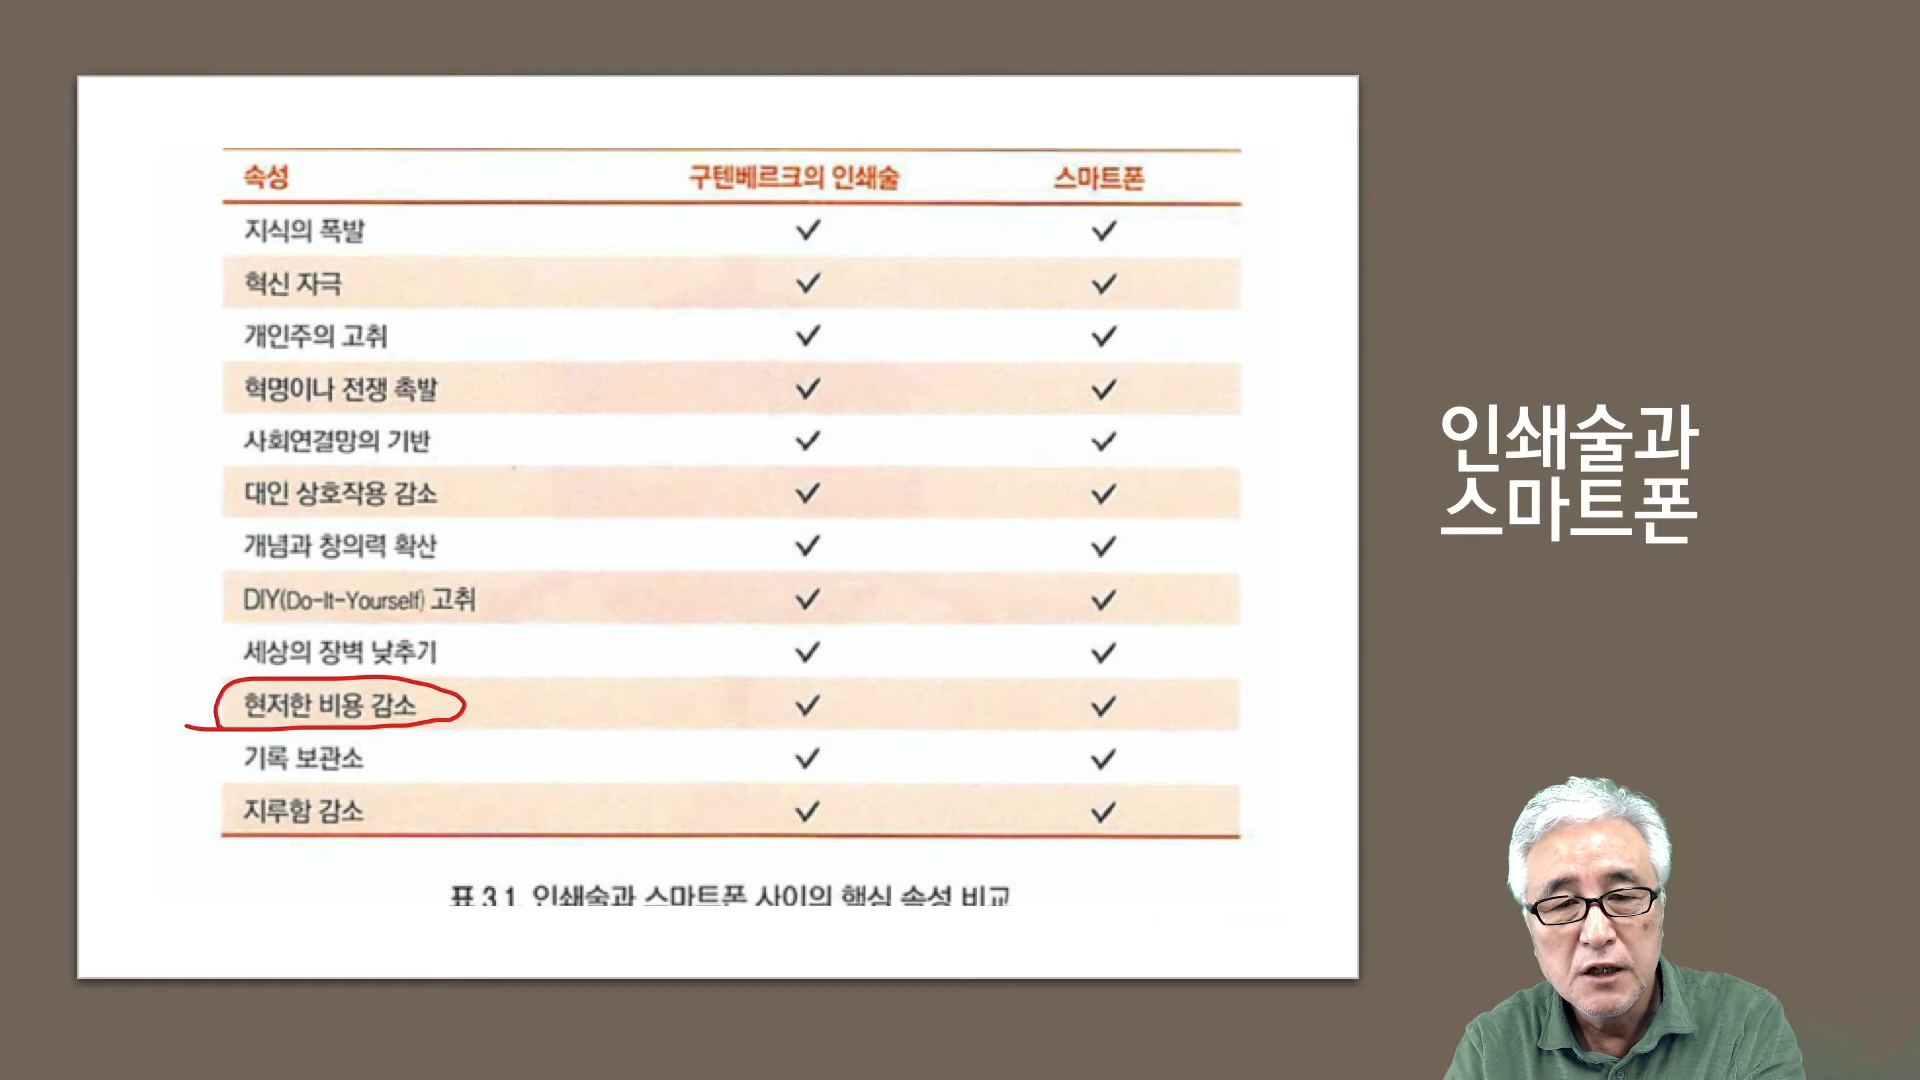 속성 구텐베르크의 인쇄술 스마트폰
지식의 폭발 ✓ ✓
혁신 자극 ✓ ✓
개인주의 고취 ✓ ✓
혁명이나 전쟁 촉발 ✓ ✓
사회연결망의 기반 ✓ ✓
대인 상호작용 감소 ✓ ✓
개념과 창의력 확산 ✓ ✓
DIY(Do-It-Yourself) 고취 ✓ ✓
세상의 장벽 낮추기 ✓ ✓
현저한 비용 감소 ✓ ✓
기록 보관소 ✓ ✓
지루함 감소 ✓ ✓
표 3.1. 인쇄술과 스마트폰 사이의 핵심 속성 비교
인쇄술과
스마트폰